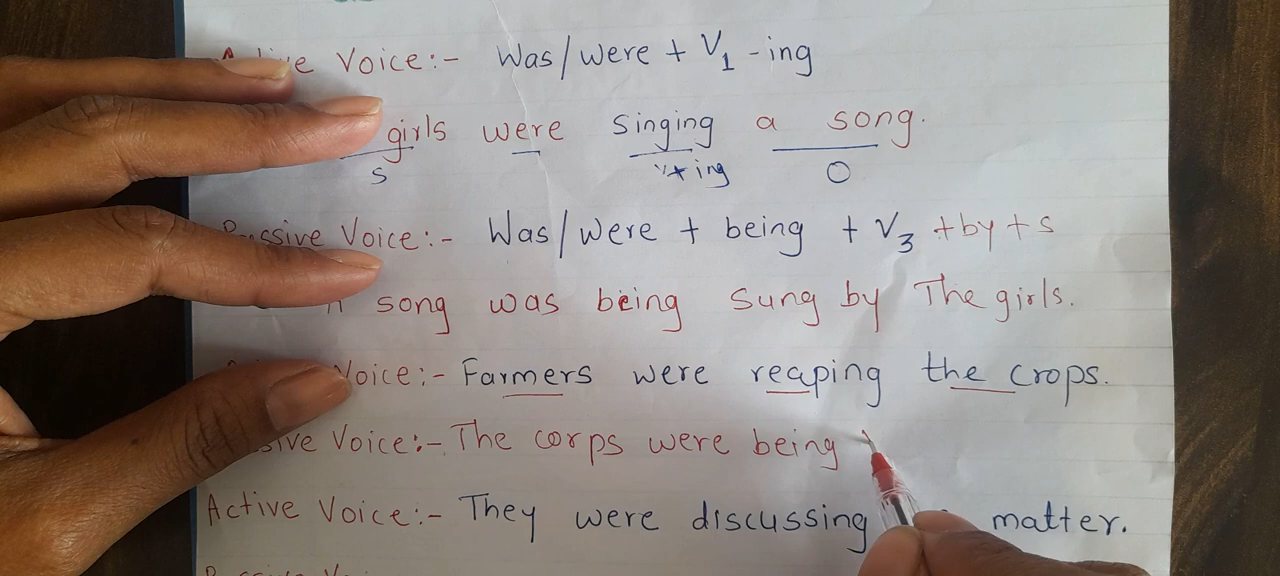 Voice:- Was/were + V1 -ing
girls were singing a song.
S +ing O
Passive Voice:- Was/were + being + V3 +by+s
song was being sung by The girls.
Voice:- Farmers were reaping the crops.
Voice:- The corps were being
Active Voice:- They were discussing matter.